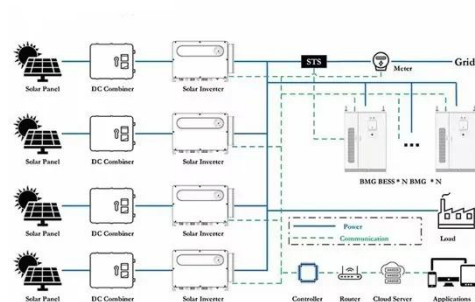 STS
Meter
Grid
Solar Panel
DC Combiner
Solar Inverter
Solar Panel
DC Combiner
Solar Inverter
BMG BESS * N BMG * N
Solar Panel
DC Combiner
Solar Inverter
Power
Communication
Load
Solar Panel
DC Combiner
Solar Inverter
Controller
Router
Cloud Server
Applications